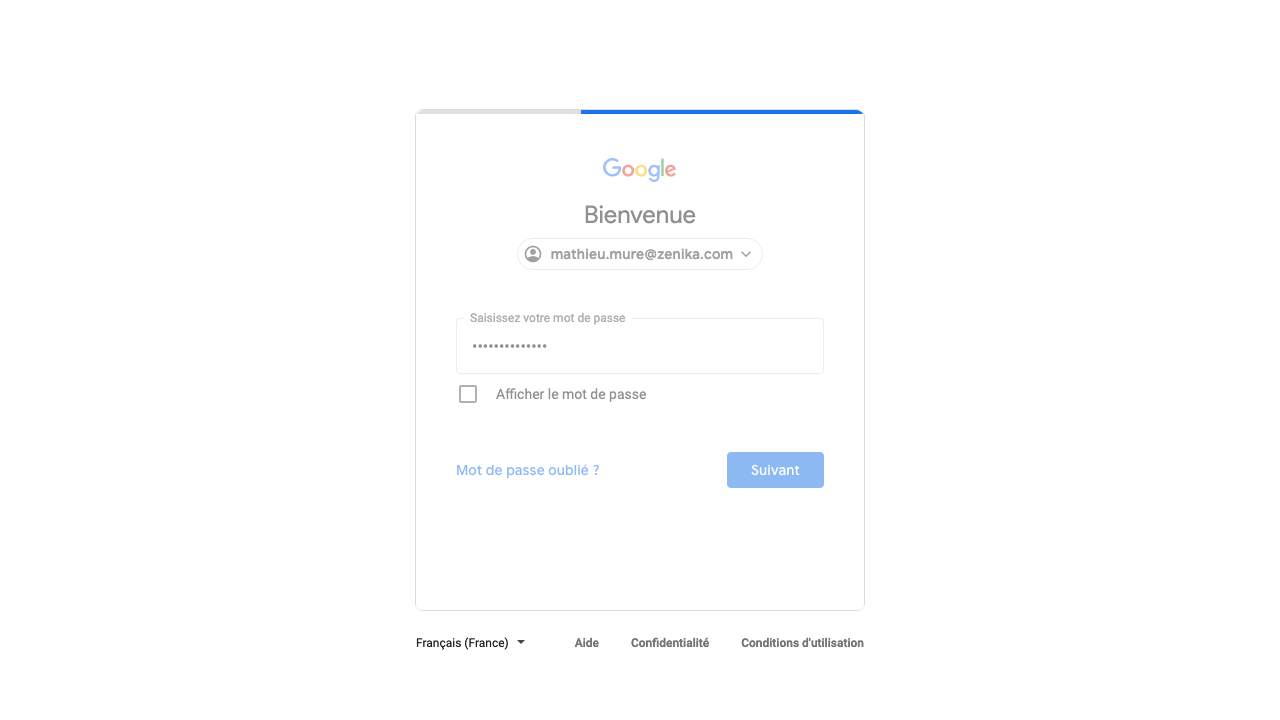 Google
Bienvenue
mathieu.mure@zenika.com
Saisissez votre mot de passe
••••••••••••••
Afficher le mot de passe
Mot de passe oublié ?
Suivant
Français (France)
Aide
Confidentialité
Conditions d'utilisation